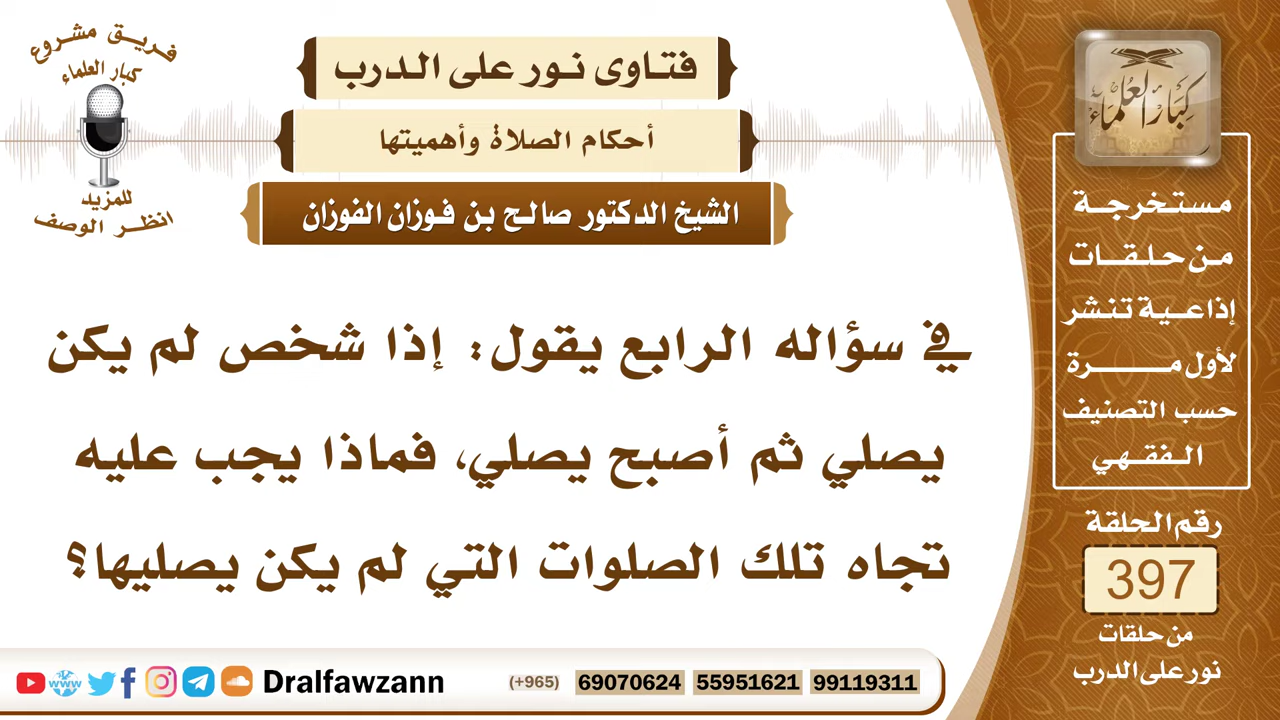 فريق مشروع
كبار العلماء
للمزيد
انظر الوصف
فتاوى نور على الدرب
أحكام الصلاة وأهميتها
الشيخ الدكتور صالح بن فوزان الفوزان
في سؤاله الرابع يقول: إذا شخص لم يكن
يصلي ثم أصبح يصلي، فماذا يجب عليه
تجاه تلك الصلوات التي لم يكن يصليها؟
كبار العلماء
مستخرجة
من حلقات
إذاعية تنشر
لأول مرة
حسب التصنيف
الفقهي
رقم الحلقة
397
من حلقات
نور على الدرب
www
Dralfawzann
(+965) 69070624 55951621 99119311